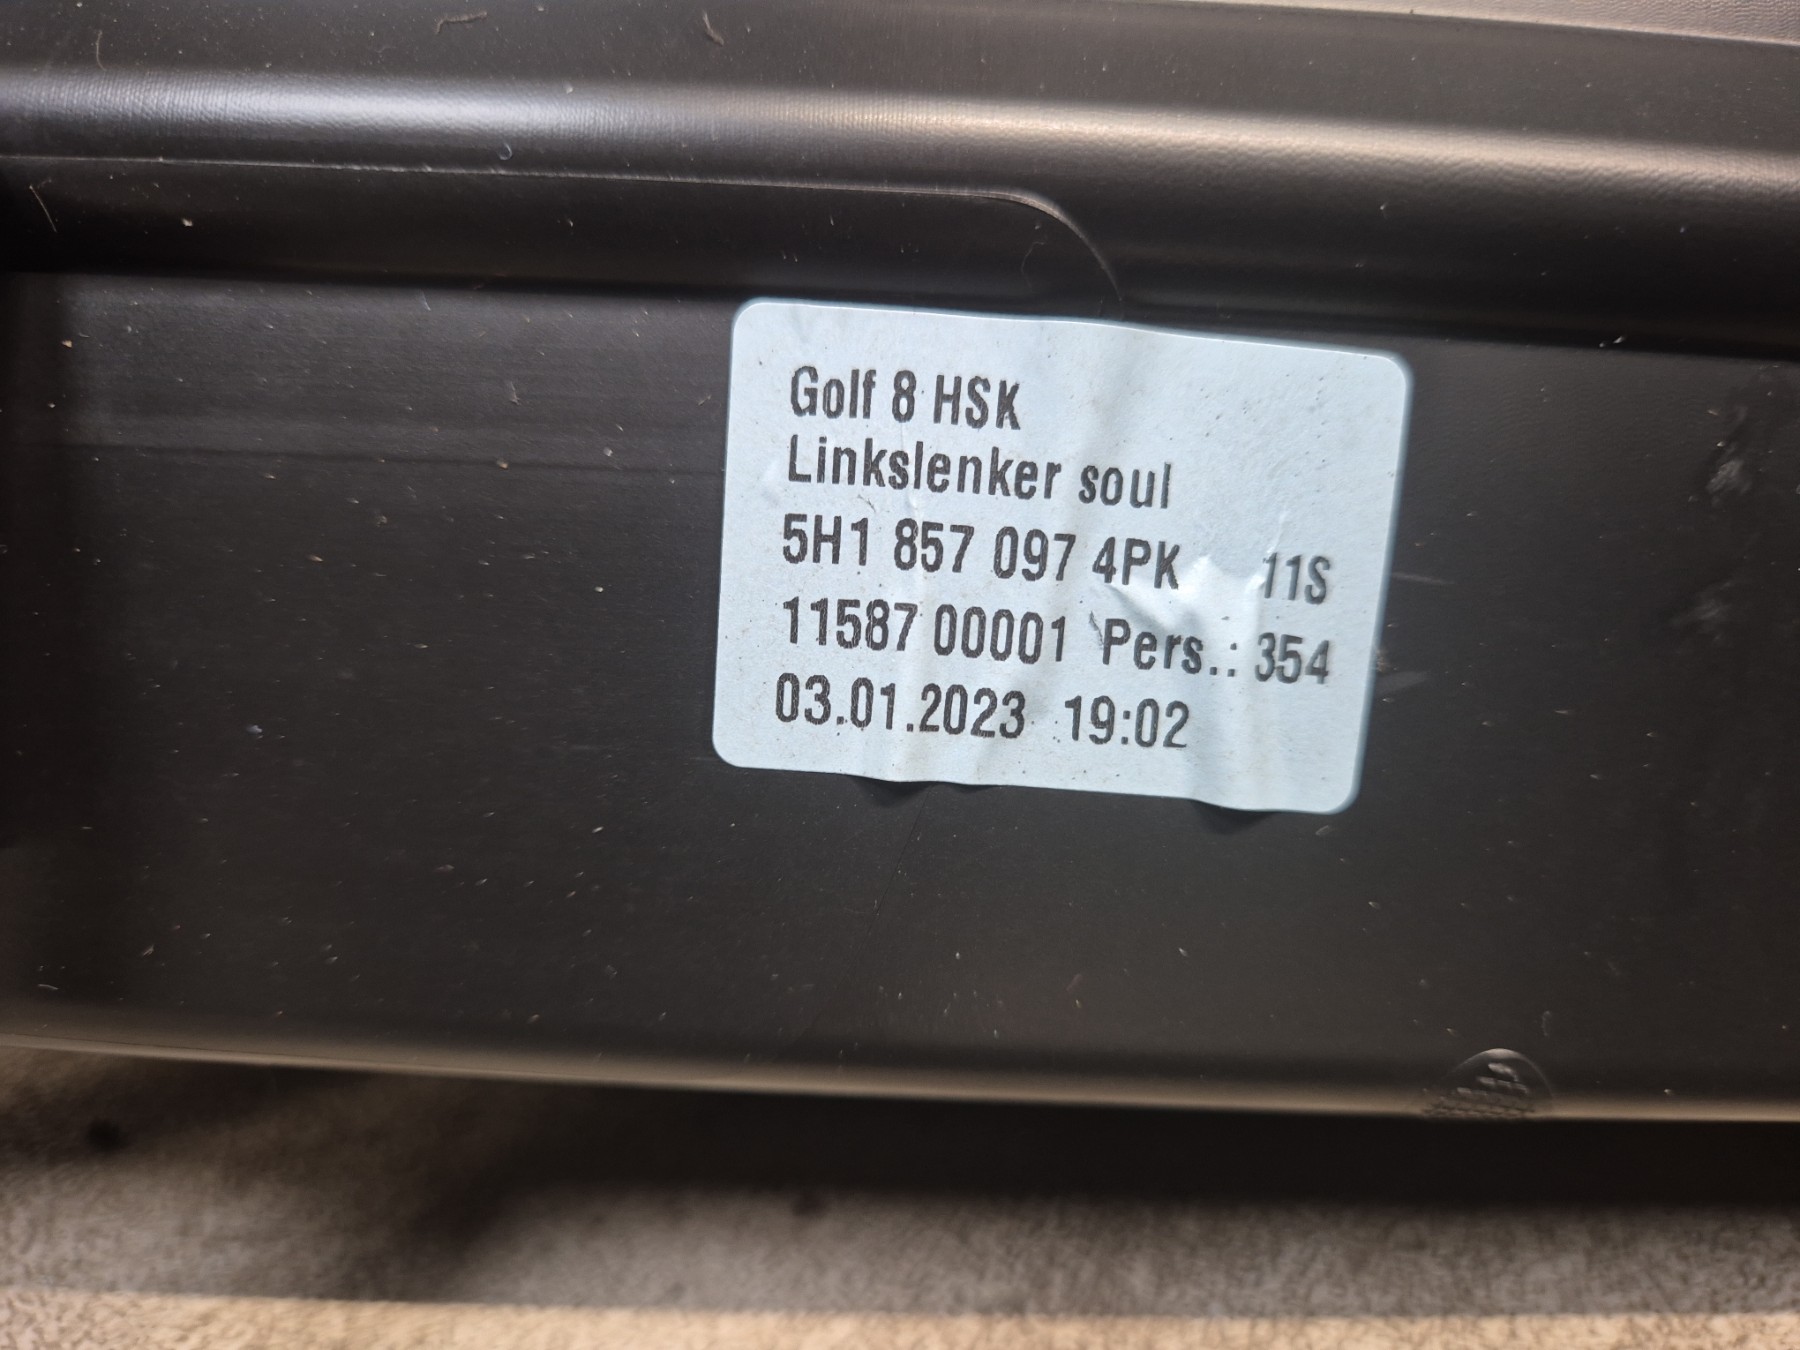 Golf 8 HSK
Linkslenker soul
5H1 857 097 4PK 11S
11587 00001 Pers.: 354
03.01.2023 19:02